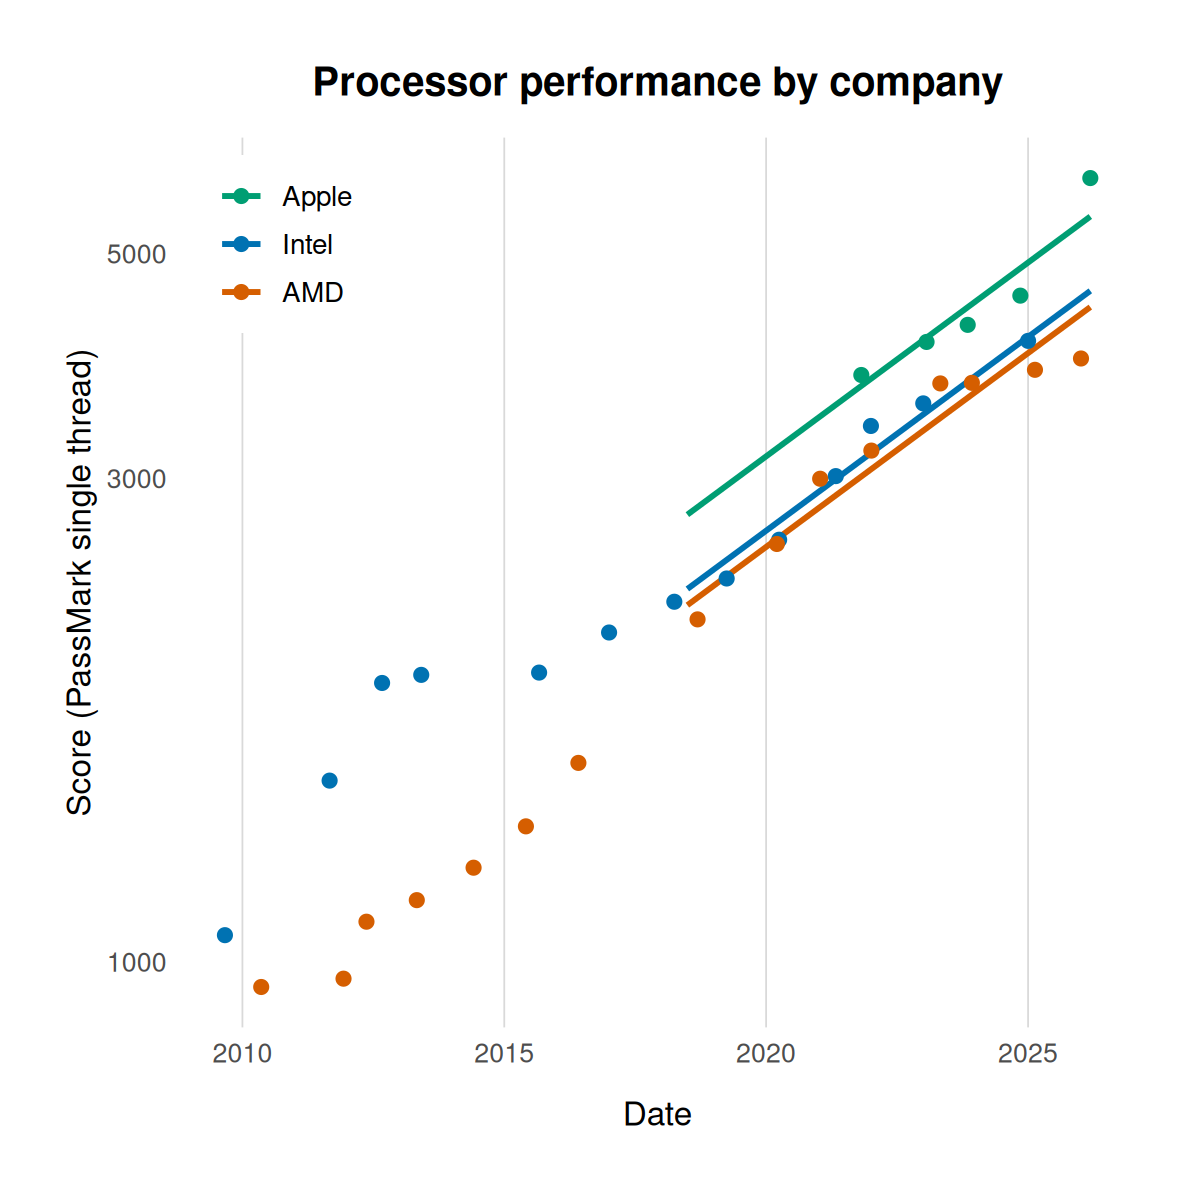 Processor performance by company
Apple
Intel
AMD
5000
3000
1000
Score (PassMark single thread)
2010
2015
2020
2025
Date